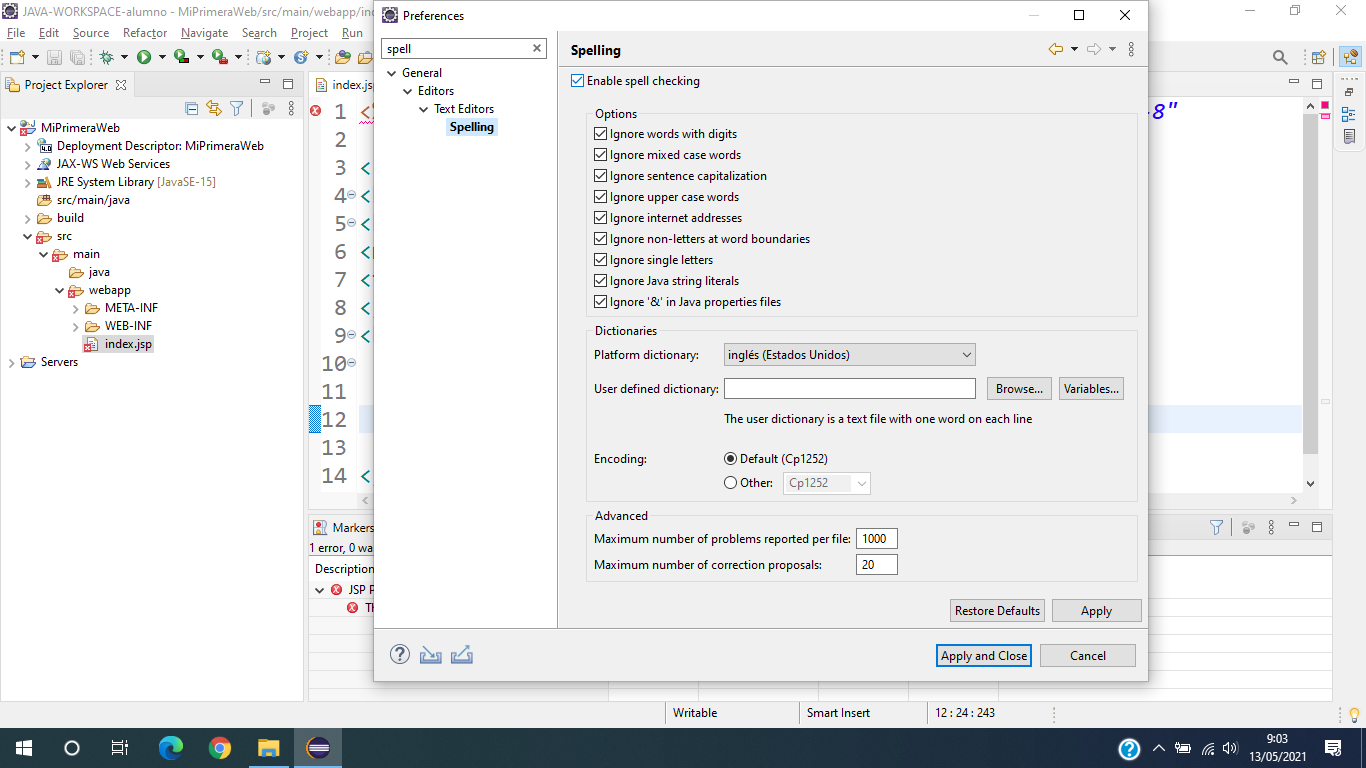 JAVA-WORKSPACE-alumno - MiPrimeraWeb/src/main/webapp/
File Edit Source Refactor Navigate Search Project Run
Project Explorer
MiPrimeraWeb
Deployment Descriptor: MiPrimeraWeb
JAX-WS Web Services
JRE System Library [JavaSE-15]
src/main/java
build
src
main
java
webapp
META-INF
WEB-INF
index.jsp
Servers
index.js
1 <
2
3 <
4 <
5 <
6 <
7 <
8 <
9 <
10
11
12
13
14 <
-8"
Markers
1 error, 0 wa
Description
JSP P
Preferences
spell
General
Editors
Text Editors
Spelling
Spelling
Enable spell checking
Options
Ignore words with digits
Ignore mixed case words
Ignore sentence capitalization
Ignore upper case words
Ignore internet addresses
Ignore non-letters at word boundaries
Ignore single letters
Ignore Java string literals
Ignore '&' in Java properties files
Dictionaries
Platform dictionary: inglés (Estados Unidos)
User defined dictionary: Browse... Variables...
The user dictionary is a text file with one word on each line
Encoding: Default (Cp1252)
Other: Cp1252
Advanced
Maximum number of problems reported per file: 1000
Maximum number of correction proposals: 20
Restore Defaults Apply
Apply and Close Cancel
Writable Smart Insert 12 : 24 : 243
9:03
13/05/2021